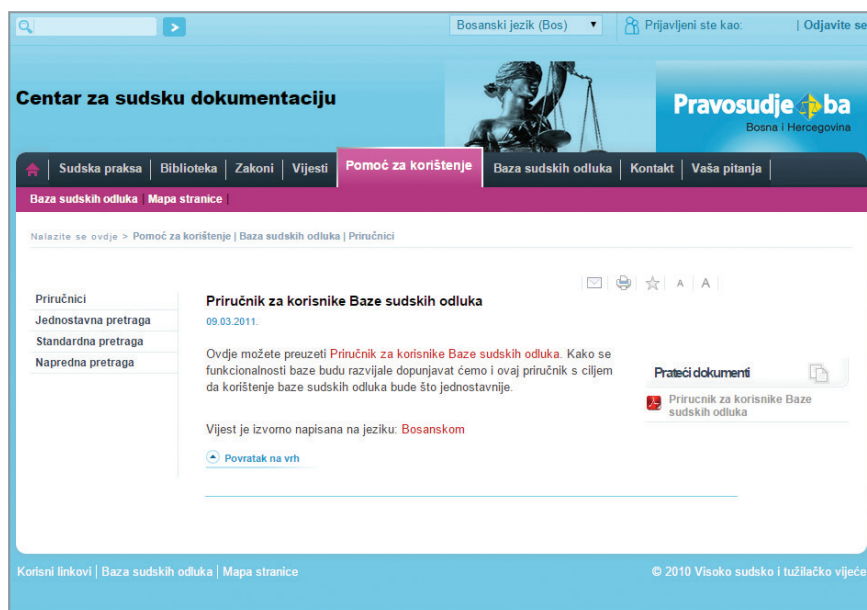 Bosanski jezik (Bos)
Prijavljeni ste kao:
| Odjavite se
Centar za sudsku dokumentaciju
Pravosudje ba
Bosna i Hercegovina
Sudska praksa | Biblioteka | Zakoni | Vijesti | Pomoć za korištenje | Baza sudskih odluka | Kontakt | Vaša pitanja |
Baza sudskih odluka | Mapa stranice |
Nalazite se ovdje > Pomoć za korištenje | Baza sudskih odluka | Priručnici
A | A |
Priručnici
Jednostavna pretraga
Standardna pretraga
Napredna pretraga
Priručnik za korisnike Baze sudskih odluka
09.03.2011.
Ovdje možete preuzeti Priručnik za korisnike Baze sudskih odluka. Kako se
funkcionalnosti baze budu razvijale dopunjavat ćemo i ovaj priručnik s ciljem
da korištenje baze sudskih odluka bude što jednostavnije.
Vijest je izvorno napisana na jeziku: Bosanskom
Povratak na vrh
Prateći dokumenti
Prirucnik za korisnike Baze
sudskih odluka
Korisni linkovi | Baza sudskih odluka | Mapa stranice
© 2010 Visoko sudsko i tužilačko vijeće